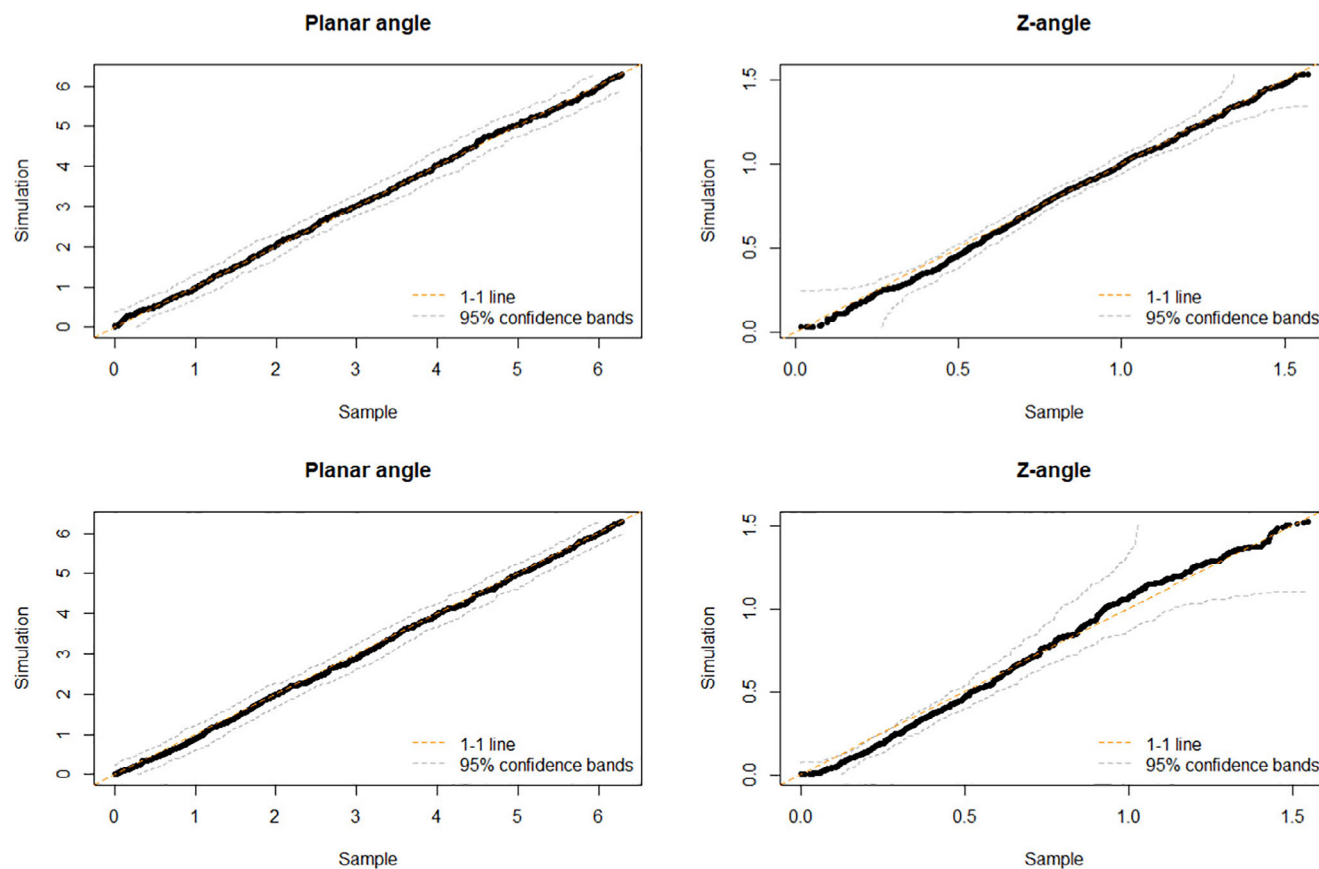 Planar angle
Simulation
6
5
4
3
2
1
0
1-1 line
95% confidence bands
0 1 2 3 4 5 6
Sample
Z-angle
Simulation
1.5
1.0
0.5
0.0
1-1 line
95% confidence bands
0.0 0.5 1.0 1.5
Sample
Planar angle
Simulation
6
5
4
3
2
1
0
1-1 line
95% confidence bands
0 1 2 3 4 5 6
Sample
Z-angle
Simulation
1.5
1.0
0.5
0.0
1-1 line
95% confidence bands
0.0 0.5 1.0 1.5
Sample